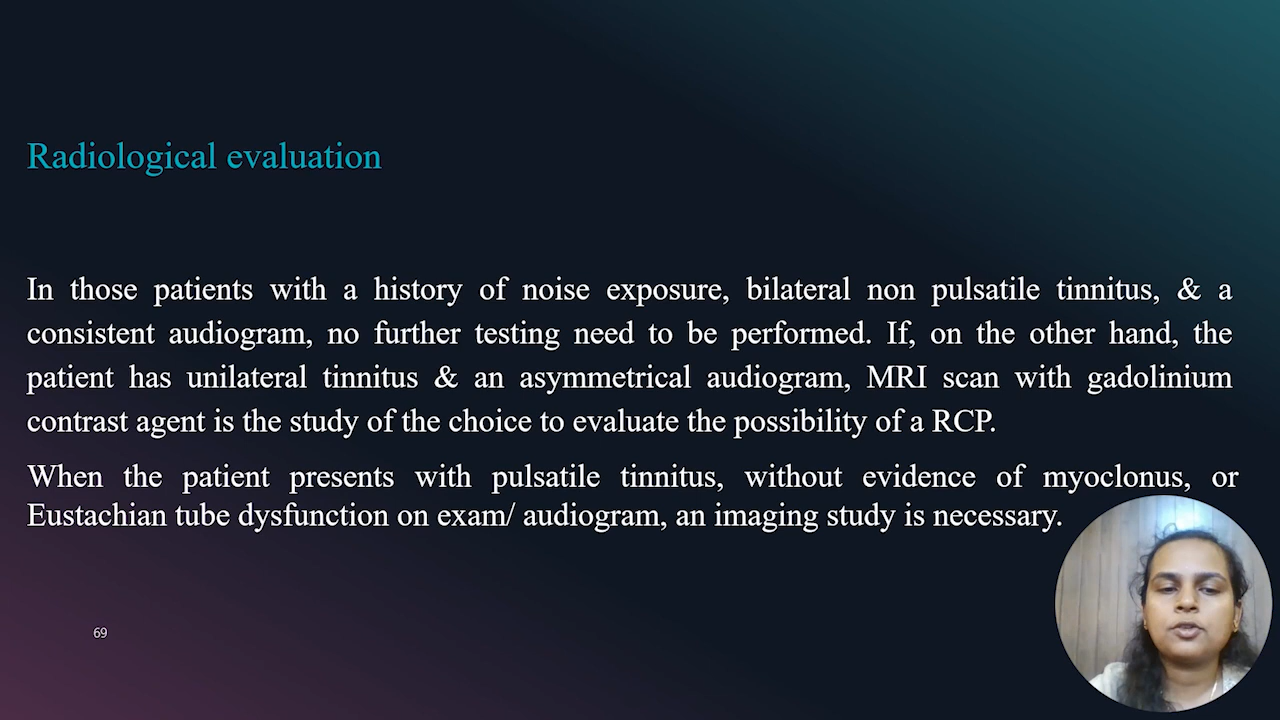 Radiological evaluation
In those patients with a history of noise exposure, bilateral non pulsatile tinnitus, & a
consistent audiogram, no further testing need to be performed. If, on the other hand, the
patient has unilateral tinnitus & an asymmetrical audiogram, MRI scan with gadolinium
contrast agent is the study of the choice to evaluate the possibility of a RCP.
When the patient presents with pulsatile tinnitus, without evidence of myoclonus, or
Eustachian tube dysfunction on exam/ audiogram, an imaging study is necessary.
69